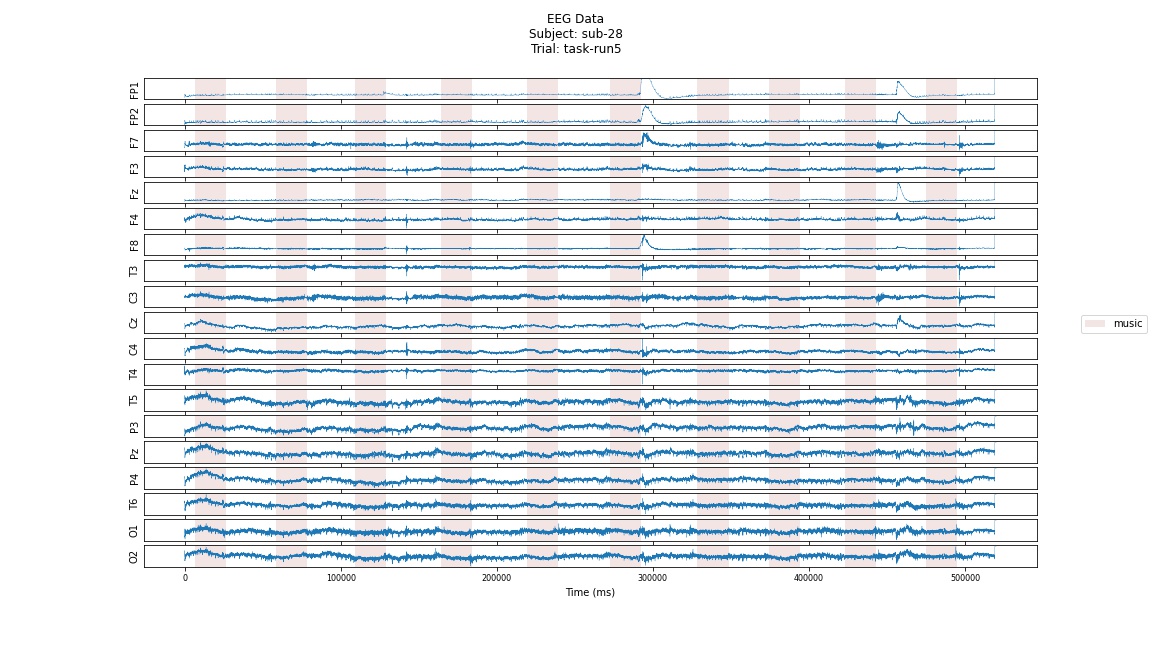 EEG Data
Subject: sub-28
Trial: task-run5
FP1
FP2
F7
F3
Fz
F4
F8
T3
C3
Cz
C4
T4
T5
P3
Pz
P4
T6
O1
O2
music
0 100000 200000 300000 400000 500000
Time (ms)